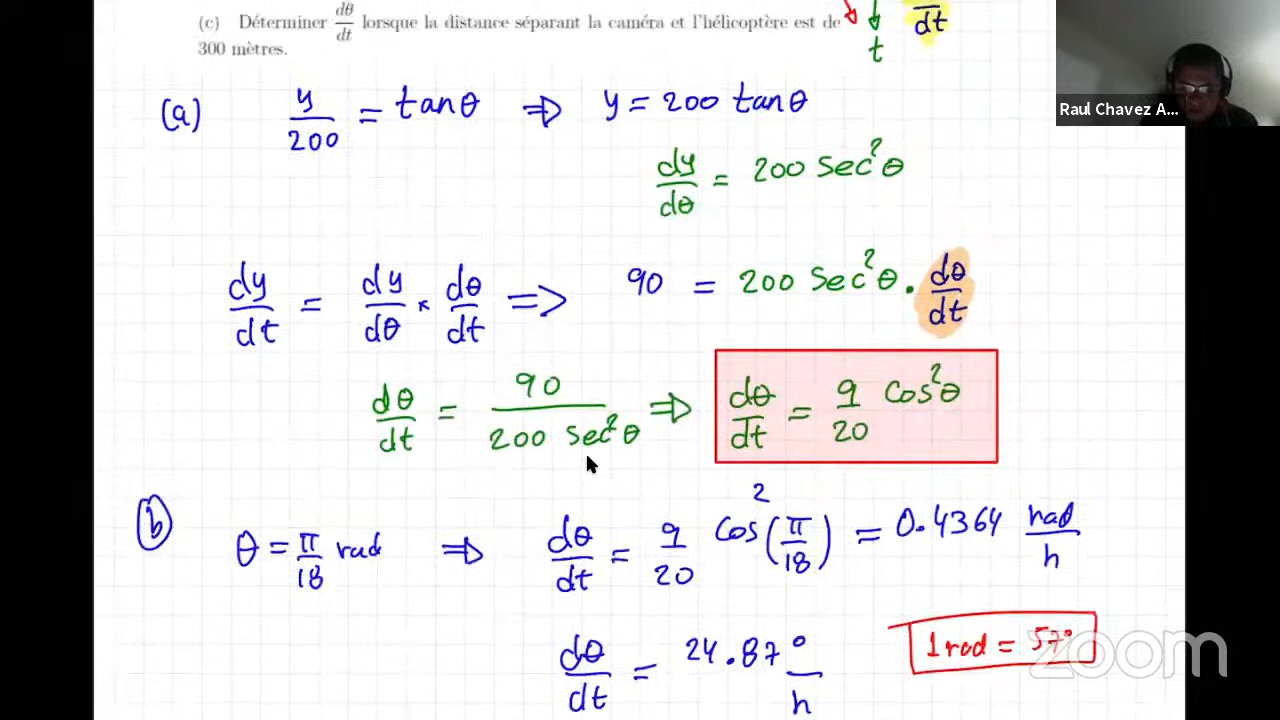 (c) Déterminer dθ/dt lorsque la distance séparant la caméra et l'hélicoptère est de
300 mètres.
dt
t
Raul Chavez A...
(a) y/200 = tanθ ⇒ y = 200 tanθ
dy/dθ = 200 Sec²θ
dy/dt = dy/dθ * dθ/dt ⇒ 90 = 200 Sec²θ . dθ/dt
dθ/dt = 90/200 Sec²θ ⇒ dθ/dt = 9/20 Cos²θ
(b) θ = π/18 rad ⇒ dθ/dt = 9/20 Cos²(π/18) = 0.4364 rad/h
1 rad = 57°
dθ/dt = 24.87 °/h
zoom